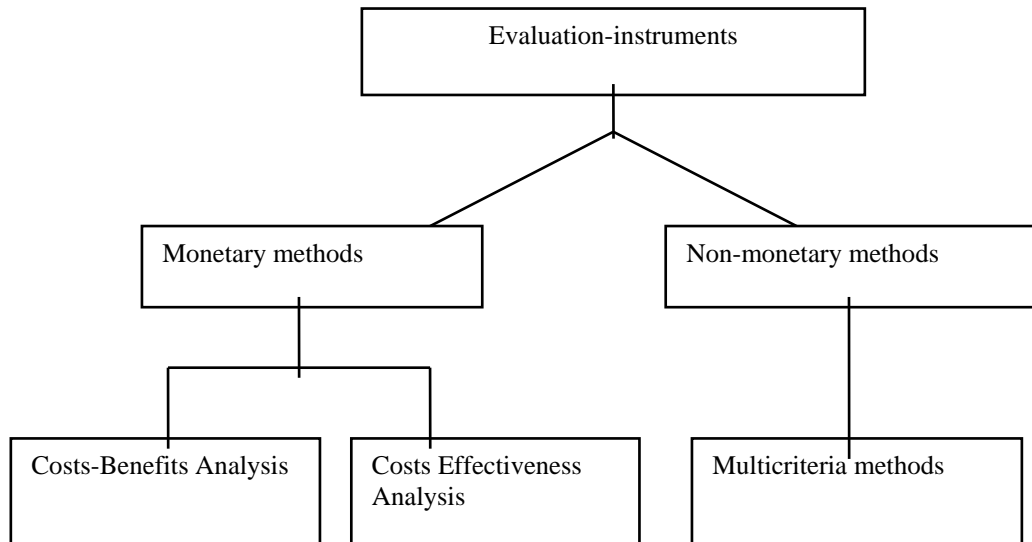 Evaluation-instruments
Monetary methods
Non-monetary methods
Costs-Benefits Analysis
Costs Effectiveness
Analysis
Multicriteria methods